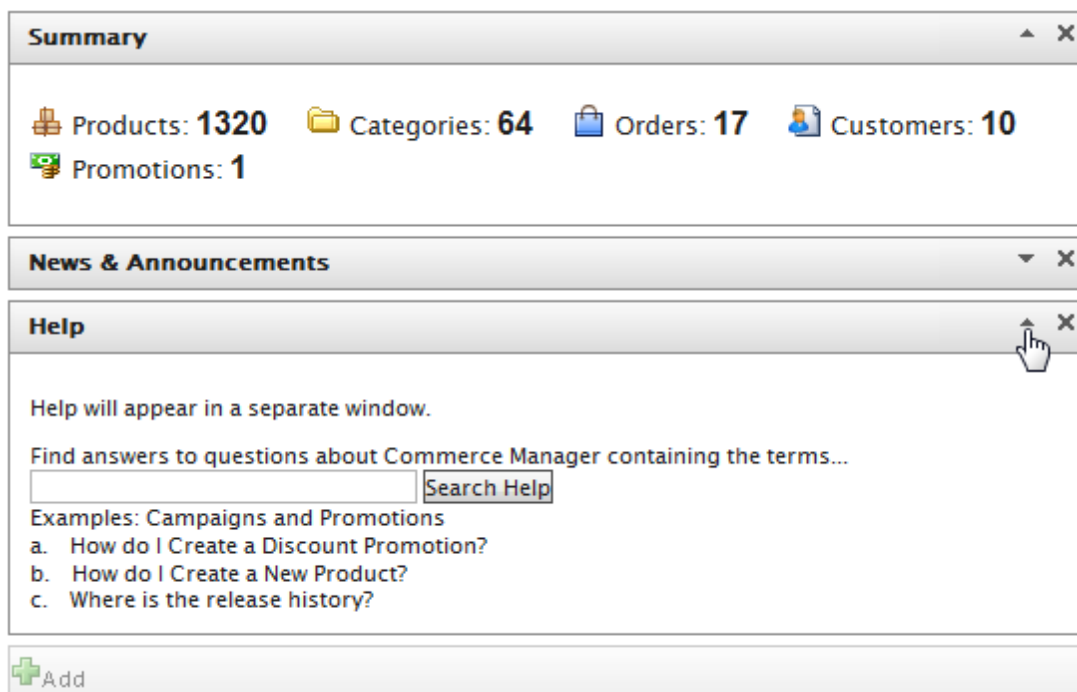 Summary
Products: 1320 Categories: 64 Orders: 17 Customers: 10
Promotions: 1
News & Announcements
Help
Help will appear in a separate window.
Find answers to questions about Commerce Manager containing the terms...
Search Help
Examples: Campaigns and Promotions
a. How do I Create a Discount Promotion?
b. How do I Create a New Product?
c. Where is the release history?
Add